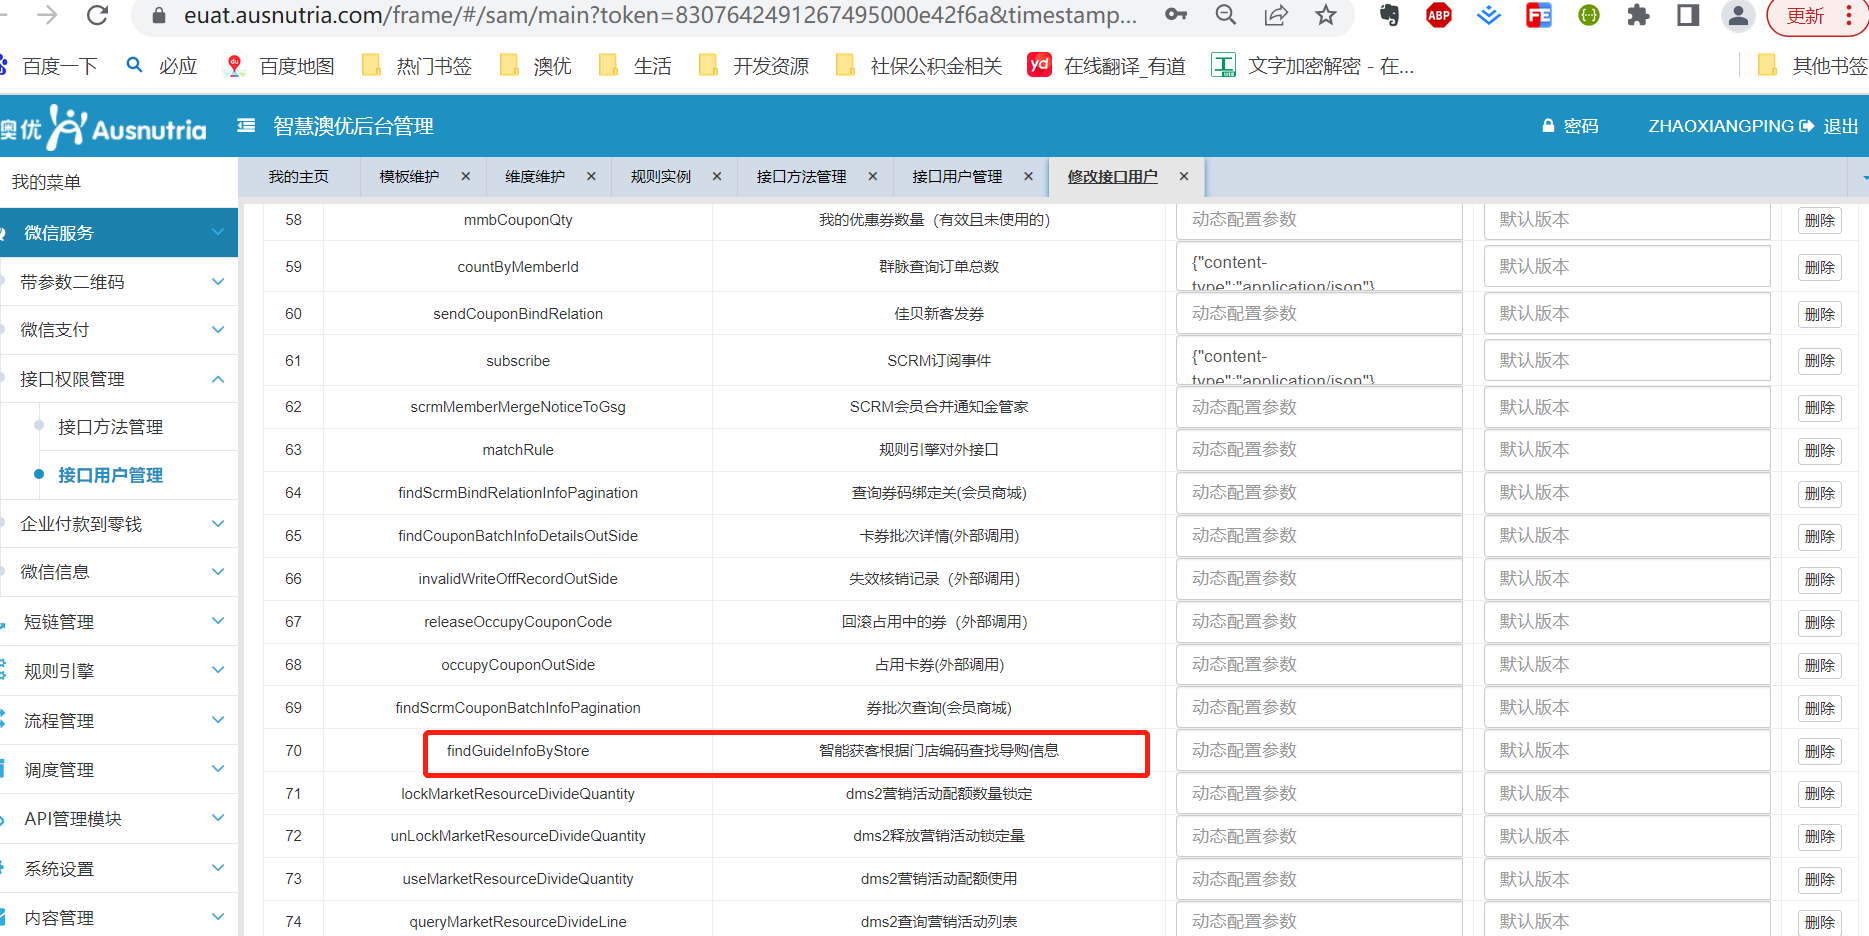 euat.ausnutria.com/frame/#/sam/main?token=8307642491267495000e42f6a&timestamp...
ABP
FE
更新
百度一下
必应
百度地图
热门书签
澳优
生活
开发资源
社保公积金相关
yd
在线翻译_有道
文字加密解密 - 在...
其他书签
澳优 Ausnutria
智慧澳优后台管理
密码
ZHAOXIANGPING
退出
我的菜单
我的主页
模板维护 ×
维度维护 ×
规则实例 ×
接口方法管理 ×
接口用户管理 ×
修改接口用户 ×
微信服务
带参数二维码
微信支付
接口权限管理
接口方法管理
接口用户管理
企业付款到零钱
微信信息
短链管理
规则引擎
流程管理
调度管理
API管理模块
系统设置
内容管理
58 mmbCouponQty 我的优惠券数量（有效且未使用的） 动态配置参数 默认版本 删除
59 countByMemberId 群脉查询订单总数 {"content-
type":"application/json"} 默认版本 删除
60 sendCouponBindRelation 佳贝新客发券 动态配置参数 默认版本 删除
61 subscribe SCRM订阅事件 {"content-
type":"application/json"} 默认版本 删除
62 scrmMemberMergeNoticeToGsg SCRM会员合并通知金管家 动态配置参数 默认版本 删除
63 matchRule 规则引擎对外接口 动态配置参数 默认版本 删除
64 findScrmBindRelationInfoPagination 查询券码绑定关(会员商城) 动态配置参数 默认版本 删除
65 findCouponBatchInfoDetailsOutSide 卡券批次详情(外部调用) 动态配置参数 默认版本 删除
66 invalidWriteOffRecordOutSide 失效核销记录（外部调用） 动态配置参数 默认版本 删除
67 releaseOccupyCouponCode 回滚占用中的券（外部调用） 动态配置参数 默认版本 删除
68 occupyCouponOutSide 占用卡券(外部调用) 动态配置参数 默认版本 删除
69 findScrmCouponBatchInfoPagination 券批次查询(会员商城) 动态配置参数 默认版本 删除
70 findGuideInfoByStore 智能获客根据门店编码查找导购信息 动态配置参数 默认版本 删除
71 lockMarketResourceDivideQuantity dms2营销活动配额数量锁定 动态配置参数 默认版本 删除
72 unLockMarketResourceDivideQuantity dms2释放营销活动锁定量 动态配置参数 默认版本 删除
73 useMarketResourceDivideQuantity dms2营销活动配额使用 动态配置参数 默认版本 删除
74 queryMarketResourceDivideLine dms2查询营销活动列表 动态配置参数 默认版本 删除